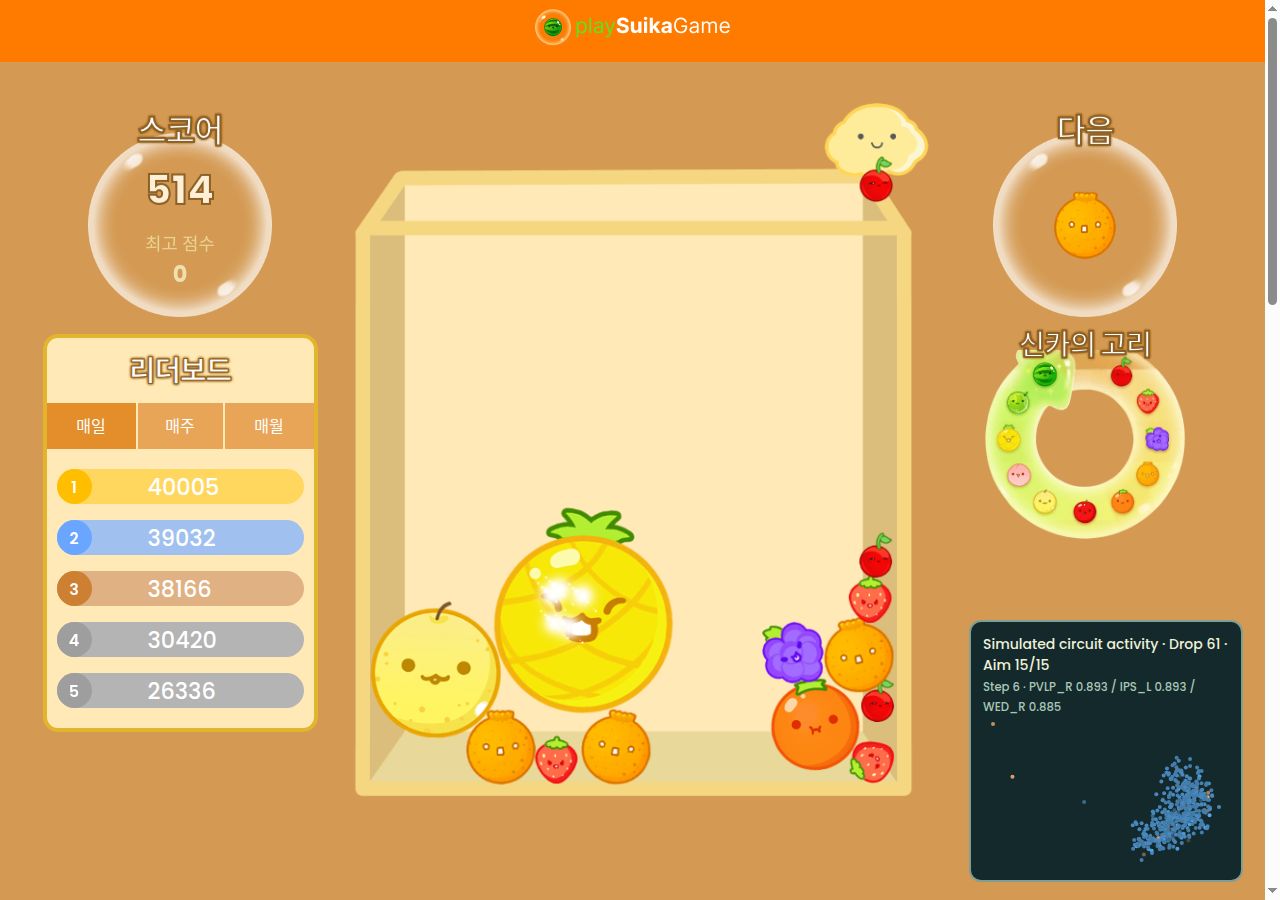 playSuikaGame
스코어
514
최고 점수
0
리더보드
매일 매주 매월
1 40005
2 39032
3 38166
4 30420
5 26336
다음
신카의 고리
Simulated circuit activity · Drop 61 ·
Aim 15/15
Step 6 · PVLP_R 0.893 / IPS_L 0.893 /
WED_R 0.885